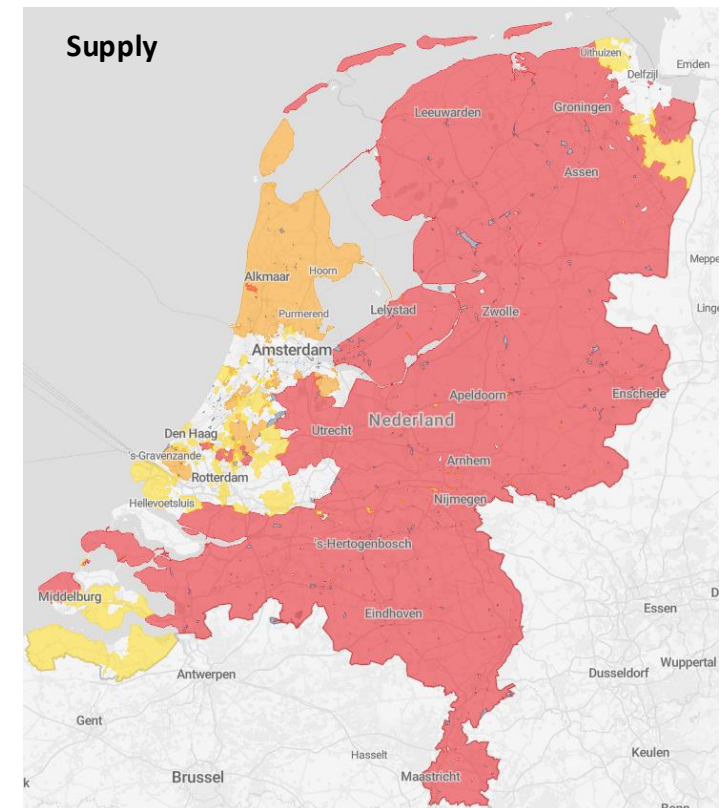 Supply
Uithuizen
Emden
Delfzijl
Leeuwarden
Groningen
Assen
Meppe
Alkmaar
Hoorn
Linge
Purmerend
Lelystad
Zwolle
Amsterdam
Apeldoorn
Enschede
Nederland
Den Haag
Utrecht
's-Gravenzande
Arnhem
Rotterdam
Nijmegen
Hellevoetsluis
's-Hertogenbosch
Middelburg
D
Essen
Eindhoven
Wuppertal
Antwerpen
Dusseldorf
Gent
Hasselt
Keulen
Brussel
Maastricht
k
Bonn